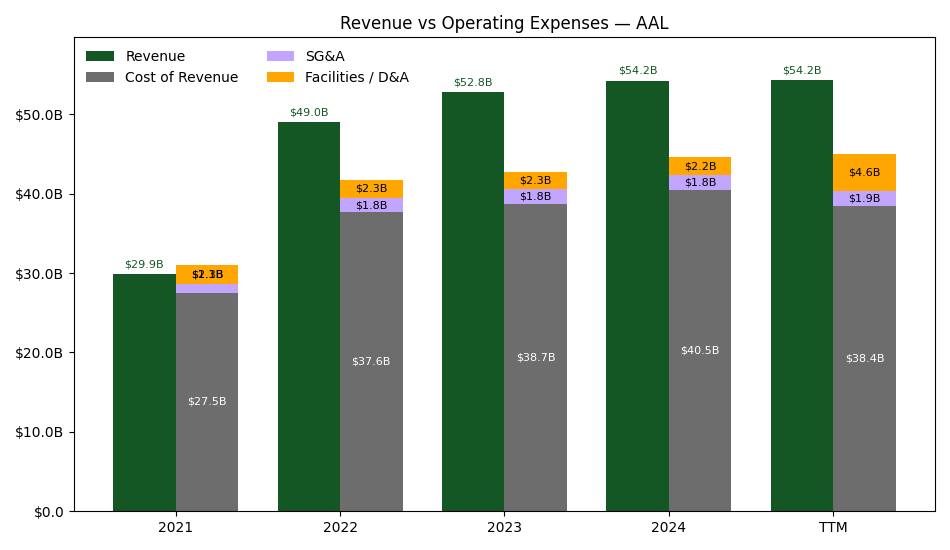 Revenue vs Operating Expenses — AAL
Revenue
Cost of Revenue
SG&A
Facilities / D&A
$50.0B
$40.0B
$30.0B
$20.0B
$10.0B
$0.0
$29.9B
$27.5B
$49.0B
$2.3B
$1.8B
$37.6B
$52.8B
$2.3B
$1.8B
$38.7B
$54.2B
$2.2B
$1.8B
$40.5B
$54.2B
$4.6B
$1.9B
$38.4B
2021
2022
2023
2024
TTM